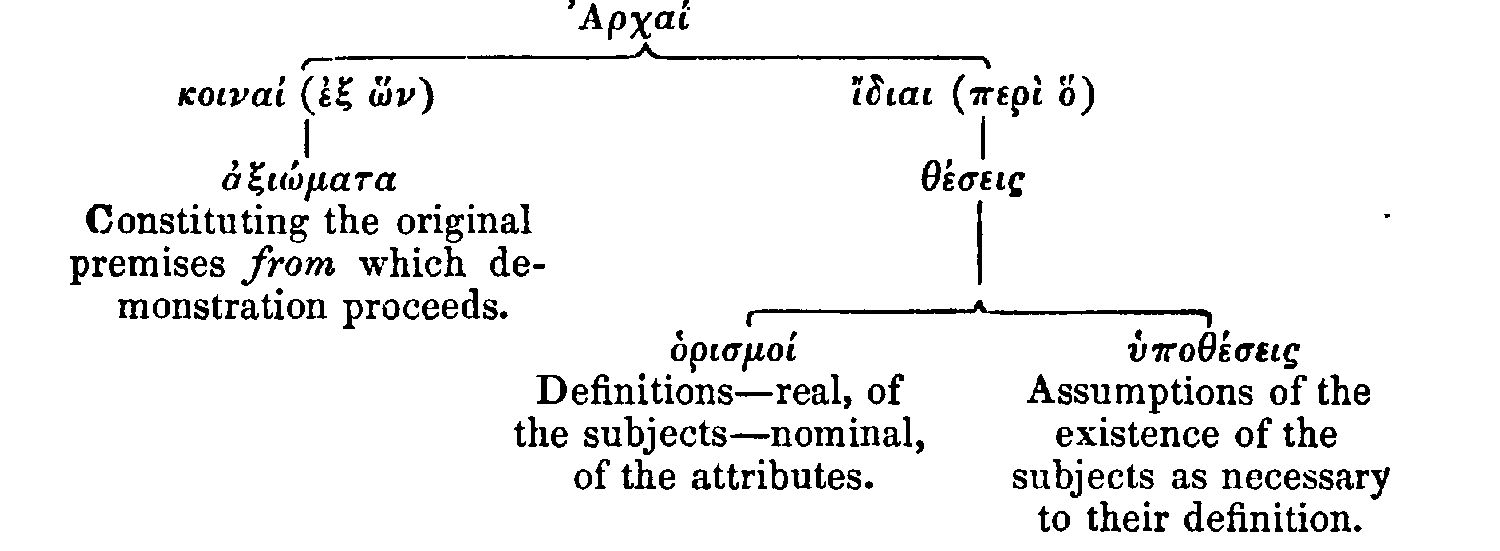 Ἀρχαί
κοιναί (ἐξ ὧν) ἴδιαι (περὶ ὅ)
ἀξιώματα θέσεις
Constituting the original
premises from which de-
monstration proceeds.
ὁρισμοί ὑποθέσεις
Definitions—real, of Assumptions of the
the subjects—nominal, existence of the
of the attributes. subjects as necessary
to their definition.